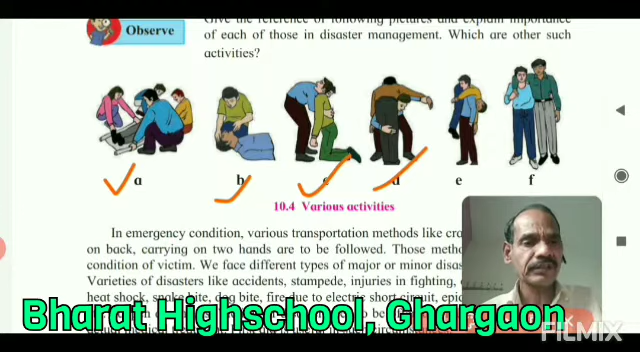 Give the reference of following pictures and explain importance
Observe
of each of those in disaster management. Which are other such
activities?
a b c d e f
10.4 Various activities
In emergency condition, various transportation methods like
on back, carrying on two hands are to be followed. Those
condition of victim. We face different types of major or minor
Varieties of disasters like accidents, stampede, injuries in fighting,
heat shock, snake bite, dog bite, fire due to electric short circuit,
Bharat Highschool, Ghargaon
FILMIX